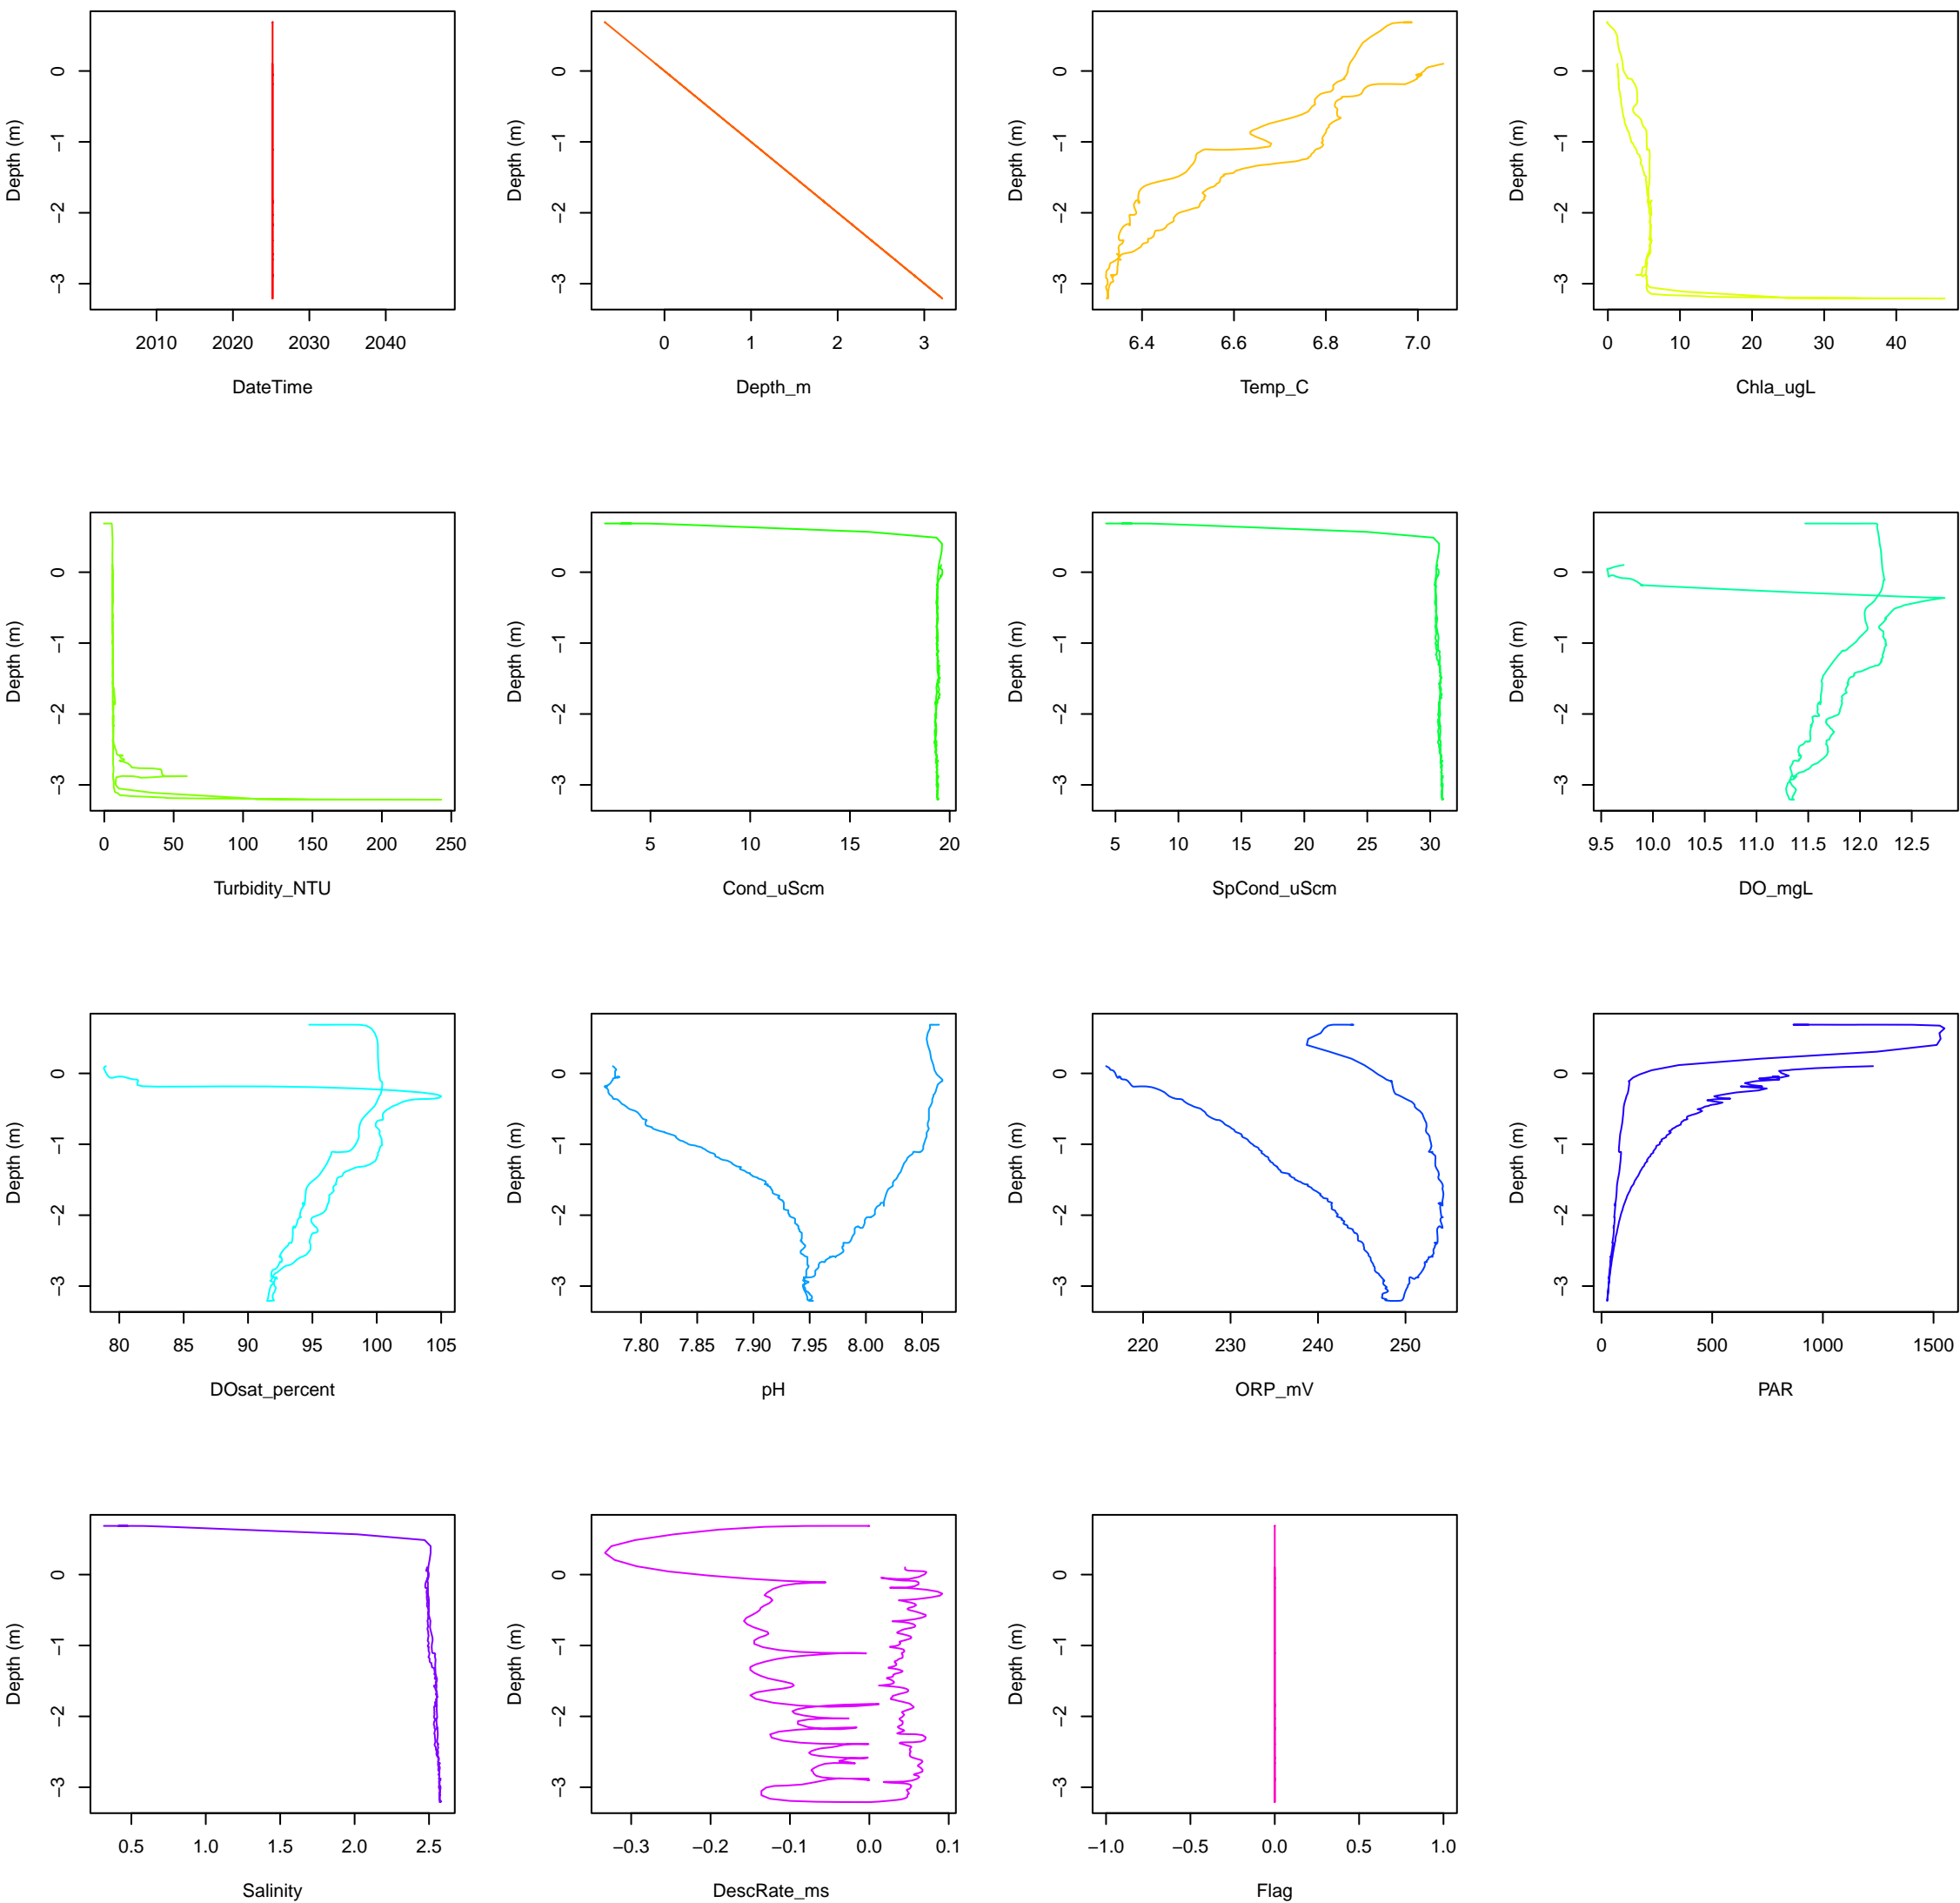 Depth (m)
0
−1
−2
−3
2010 2020 2030 2040
DateTime
Depth (m)
0
−1
−2
−3
0 1 2 3
Depth_m
Depth (m)
0
−1
−2
−3
6.4 6.6 6.8 7.0
Temp_C
Depth (m)
0
−1
−2
−3
0 10 20 30 40
Chla_ugL
Depth (m)
0
−1
−2
−3
0 50 100 150 200 250
Turbidity_NTU
Depth (m)
0
−1
−2
−3
5 10 15 20
Cond_uScm
Depth (m)
0
−1
−2
−3
5 10 15 20 25 30
SpCond_uScm
Depth (m)
0
−1
−2
−3
9.5 10.0 10.5 11.0 11.5 12.0 12.5
DO_mgL
Depth (m)
0
−1
−2
−3
80 85 90 95 100 105
DOsat_percent
Depth (m)
0
−1
−2
−3
7.80 7.85 7.90 7.95 8.00 8.05
pH
Depth (m)
0
−1
−2
−3
220 230 240 250
ORP_mV
Depth (m)
0
−1
−2
−3
0 500 1000 1500
PAR
Depth (m)
0
−1
−2
−3
0.5 1.0 1.5 2.0 2.5
Salinity
Depth (m)
0
−1
−2
−3
−0.3 −0.2 −0.1 0.0 0.1
DescRate_ms
Depth (m)
0
−1
−2
−3
−1.0 −0.5 0.0 0.5 1.0
Flag